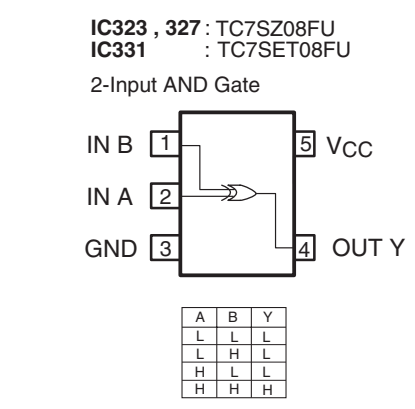 IC323 , 327 : TC7SZ08FU
IC331 : TC7SET08FU
2-Input AND Gate
IN B 1 5 VCC
IN A 2
GND 3 4 OUT Y
A B Y
L L L
L H L
H L L
H H H